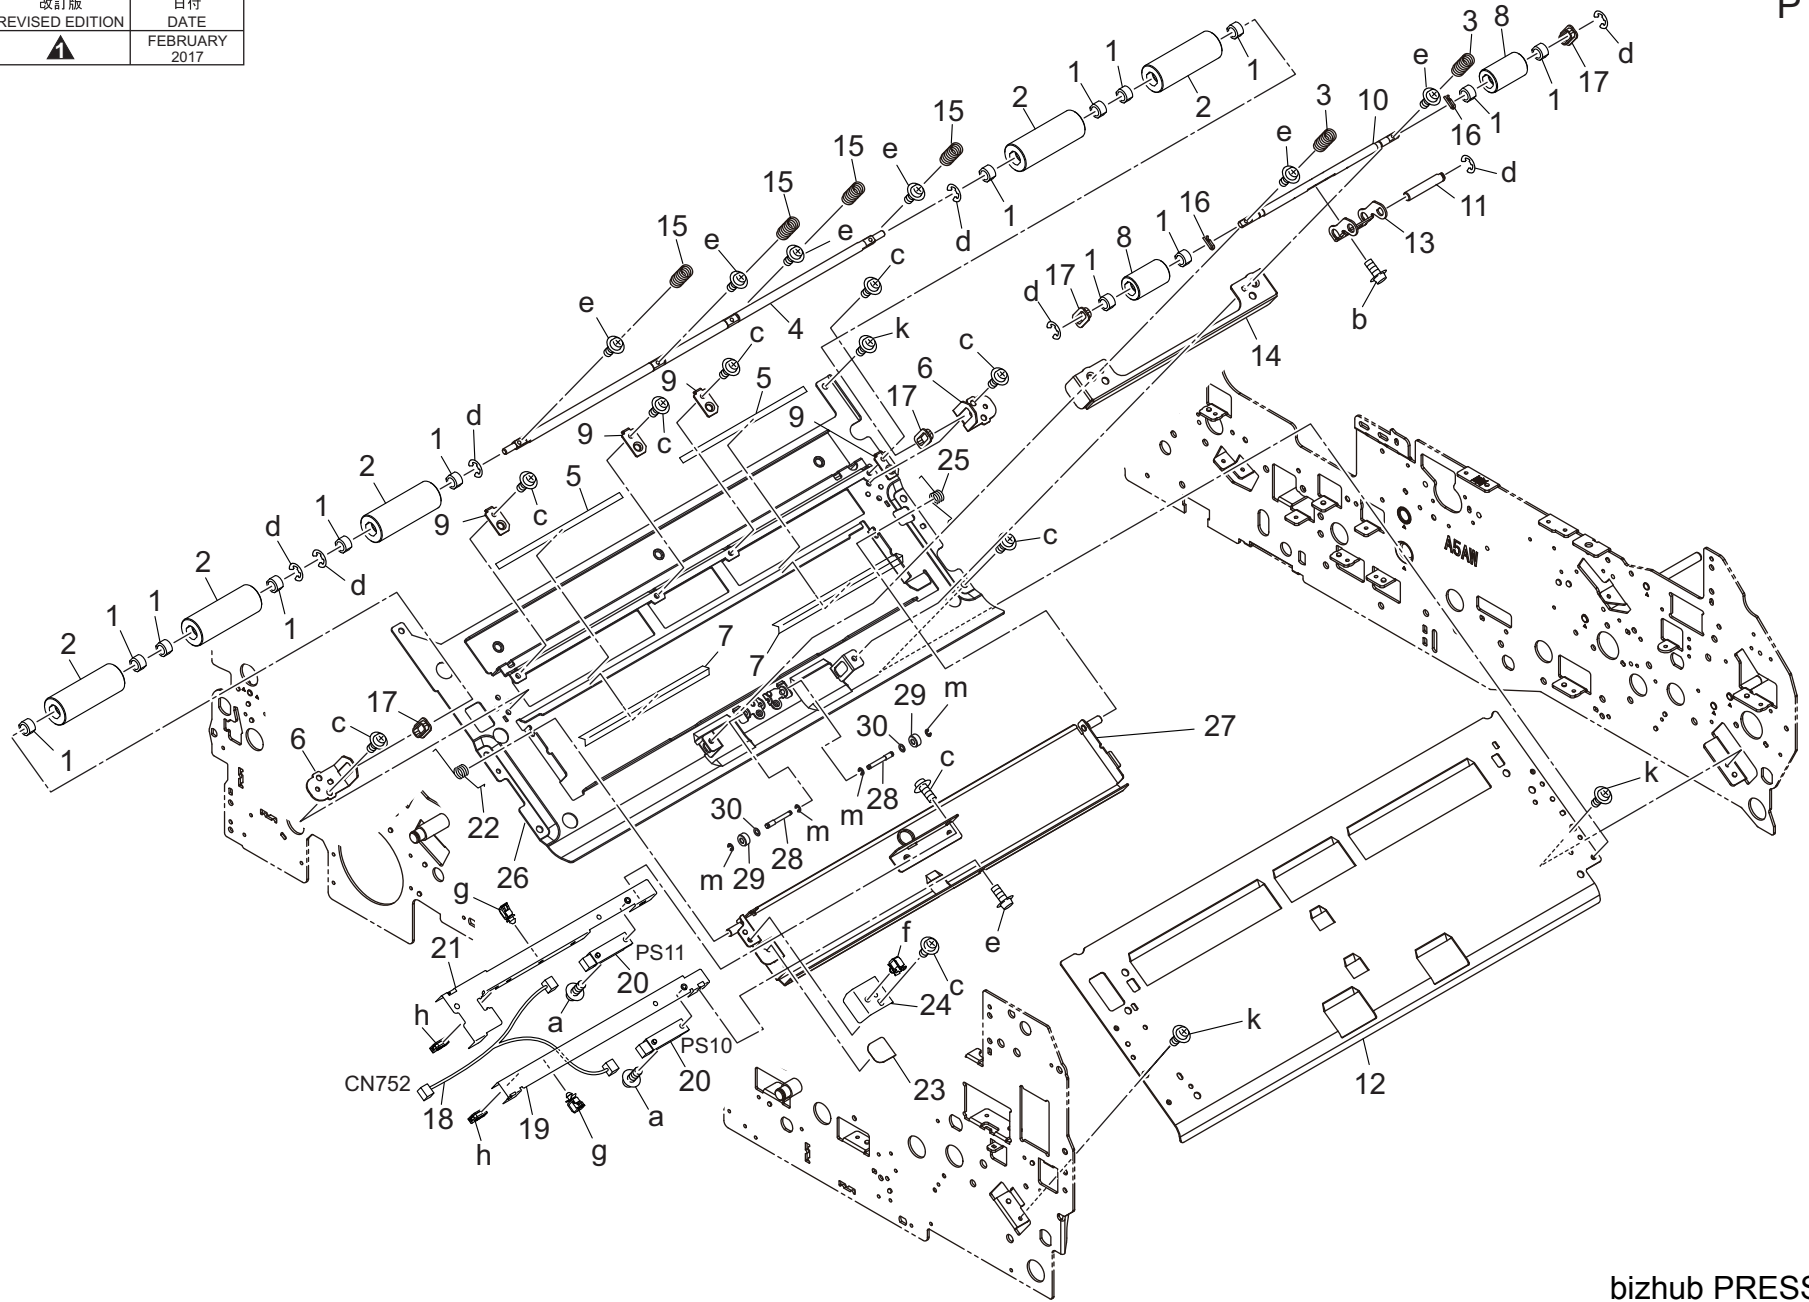 改訂版 日付
REVISED EDITION DATE
1 FEBRUARY
2017
P
3 8 d
17
1
e
1
16
10
3
e
d
11
13
b
14
16
1
8
1
17
d
1
2
1
1
2
1
d
15
e
15
e
15
e
15
e
4
c
k
c
9
5
c
9
c
9
5
c
9
6
c
17
25
c
d
1
2
1
d
d
1
2
1
1
2
1
6
c
17
22
26
7
7
29
m
30
28
m
c
30
m
28
29
m
27
e
f
c
24
23
g
21
PS11
20
a
h
PS10
20
a
CN752
18
h
19
g
A5AW
k
k
12
bizhub PRESS